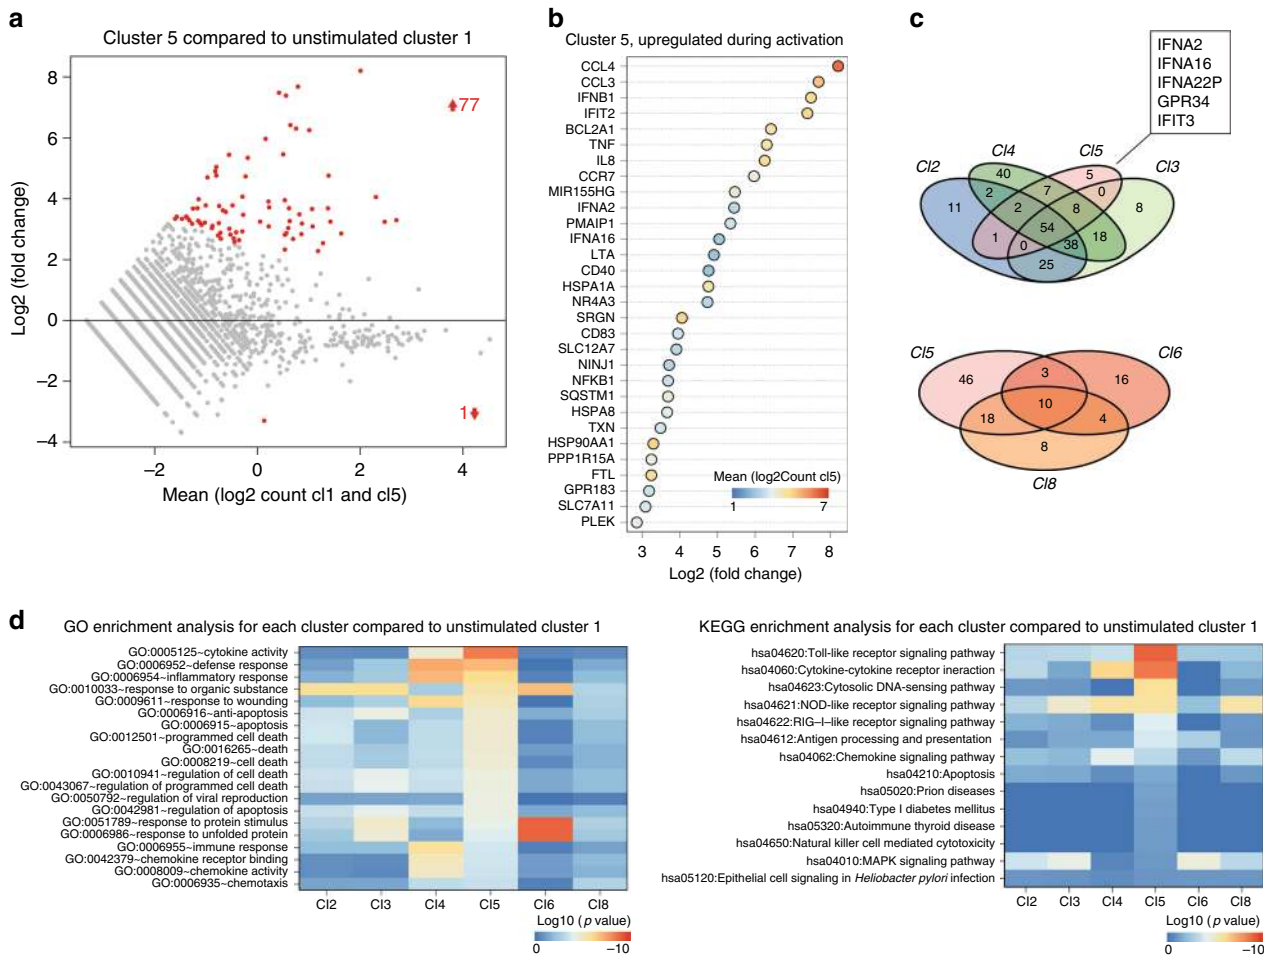 a
Cluster 5 compared to unstimulated cluster 1
Log2 (fold change)
8
6
4
2
0
−2
−4
77
1
−2
0
2
4
Mean (log2 count cl1 and cl5)
b
Cluster 5, upregulated during activation
CCL4
CCL3
IFNB1
IFIT2
BCL2A1
TNF
IL8
CCR7
MIR155HG
IFNA2
PMAIP1
IFNA16
LTA
CD40
HSPA1A
NR4A3
SRGN
CD83
SLC12A7
NINJ1
NFKB1
SQSTM1
HSPA8
TXN
HSP90AA1
PPP1R15A
FTL
GPR183
SLC7A11
PLEK
Mean (log2Count cl5)
1 7
3 4 5 6 7 8
Log2 (fold change)
c
IFNA2
IFNA16
IFNA22P
GPR34
IFIT3
Cl2
Cl4
Cl5
Cl3
40
5
2
7
0
11
2
8
8
54
1
0
38
18
25
Cl5
Cl6
46
3
16
10
18
4
8
Cl8
d
GO enrichment analysis for each cluster compared to unstimulated cluster 1
GO:0005125~cytokine activity
GO:0006952~defense response
GO:0006954~inflammatory response
GO:0010033~response to organic substance
GO:0009611~response to wounding
GO:0006916~anti-apoptosis
GO:0006915~apoptosis
GO:0012501~programmed cell death
GO:0016265~death
GO:0008219~cell death
GO:0010941~regulation of cell death
GO:0043067~regulation of programmed cell death
GO:0050792~regulation of viral reproduction
GO:0042981~regulation of apoptosis
GO:0051789~response to protein stimulus
GO:0006986~response to unfolded protein
GO:0006955~immune response
GO:0042379~chemokine receptor binding
GO:0008009~chemokine activity
GO:0006935~chemotaxis
Cl2 Cl3 Cl4 Cl5 Cl6 Cl8
Log10 (p value)
0 −10
KEGG enrichment analysis for each cluster compared to unstimulated cluster 1
hsa04620:Toll-like receptor signaling pathway
hsa04060:Cytokine-cytokine receptor ineraction
hsa04623:Cytosolic DNA-sensing pathway
hsa04621:NOD-like receptor signaling pathway
hsa04622:RIG–I–like receptor signaling pathway
hsa04612:Antigen processing and presentation
hsa04062:Chemokine signaling pathway
hsa04210:Apoptosis
hsa05020:Prion diseases
hsa04940:Type I diabetes mellitus
hsa05320:Autoimmune thyroid disease
hsa04650:Natural killer cell mediated cytotoxicity
hsa04010:MAPK signaling pathway
hsa05120:Epithelial cell signaling in Heliobacter pylori infection
Cl2 Cl3 Cl4 Cl5 Cl6 Cl8
Log10 (p value)
0 −10